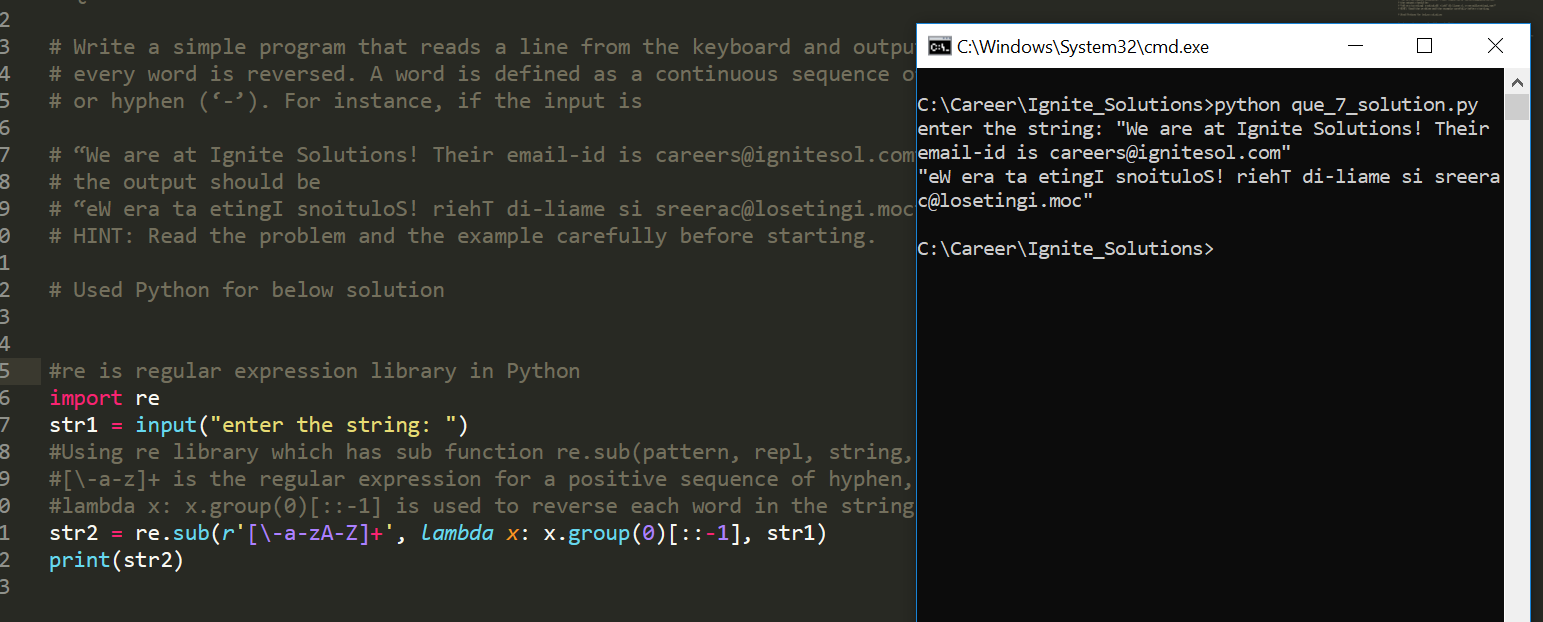 2
3 # Write a simple program that reads a line from the keyboard and outpu
4 # every word is reversed. A word is defined as a continuous sequence o
5 # or hyphen (‘-’). For instance, if the input is
6
7 # “We are at Ignite Solutions! Their email-id is careers@ignitesol.com
8 # the output should be
9 # “eW era ta etingI snoituloS! riehT di-liame si sreerac@losetingi.moc
0 # HINT: Read the problem and the example carefully before starting.
1
2 # Used Python for below solution
3
4
5 #re is regular expression library in Python
6 import re
7 str1 = input("enter the string: ")
8 #Using re library which has sub function re.sub(pattern, repl, string,
9 #[\-a-z]+ is the regular expression for a positive sequence of hyphen,
0 #lambda x: x.group(0)[::-1] is used to reverse each word in the string
1 str2 = re.sub(r'[\-a-zA-Z]+', lambda x: x.group(0)[::-1], str1)
2 print(str2)
3
C:\Windows\System32\cmd.exe
C:\Career\Ignite_Solutions>python que_7_solution.py
enter the string: "We are at Ignite Solutions! Their
email-id is careers@ignitesol.com"
"eW era ta etingI snoituloS! riehT di-liame si sreera
c@losetingi.moc"
C:\Career\Ignite_Solutions>